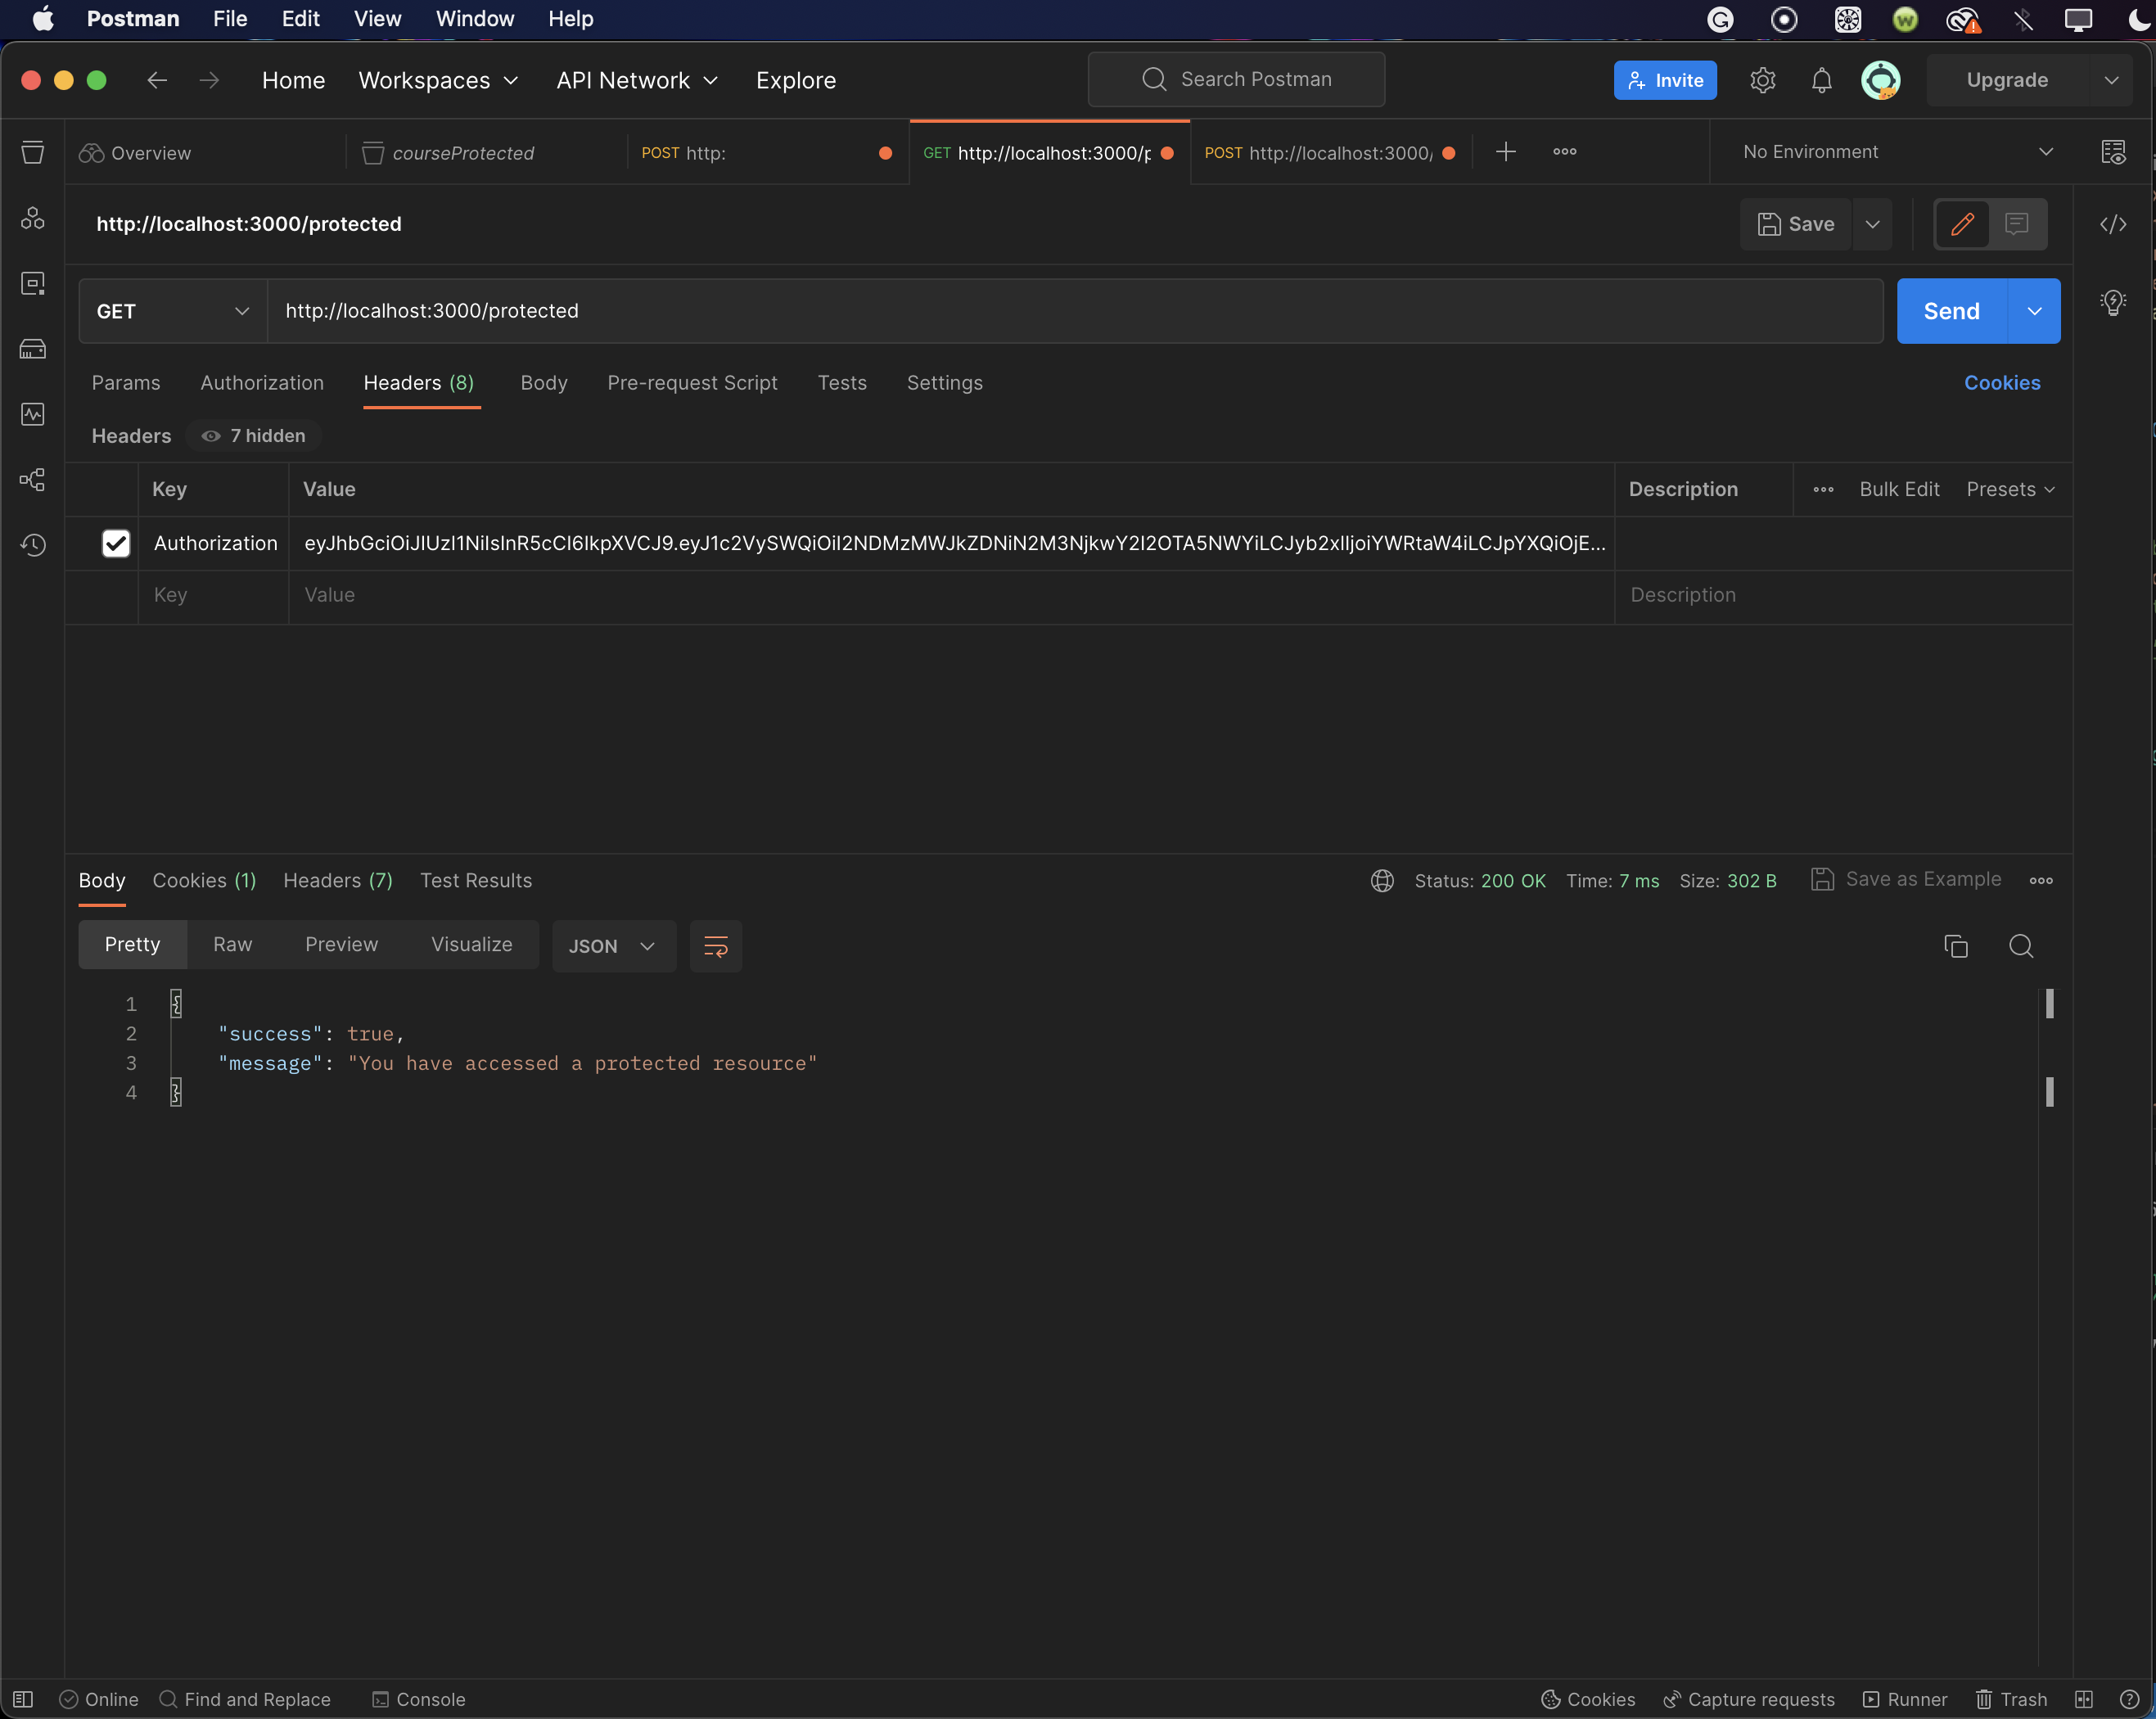 Postman File Edit View Window Help
Home Workspaces API Network Explore Search Postman Invite Upgrade
Overview courseProtected POST http: GET http://localhost:3000/p POST http://localhost:3000/ No Environment
http://localhost:3000/protected Save
GET http://localhost:3000/protected Send
Params Authorization Headers (8) Body Pre-request Script Tests Settings Cookies
Headers 7 hidden
Key Value Description Bulk Edit Presets
Authorization eyJhbGciOiJIUzI1NiIsInR5cCI6IkpXVCJ9.eyJ1c2VySWQiOiI2NDMzMWJkZDNiN2M3NjkwY2I2OTA5NWYiLCJyb2xlIjoiYWRtaW4iLCJpYXQiOjE...
Key Value Description
Body Cookies (1) Headers (7) Test Results Status: 200 OK Time: 7 ms Size: 302 B Save as Example
Pretty Raw Preview Visualize JSON
1 {
2 "success": true,
3 "message": "You have accessed a protected resource"
4 }
Online Find and Replace Console Cookies Capture requests Runner Trash